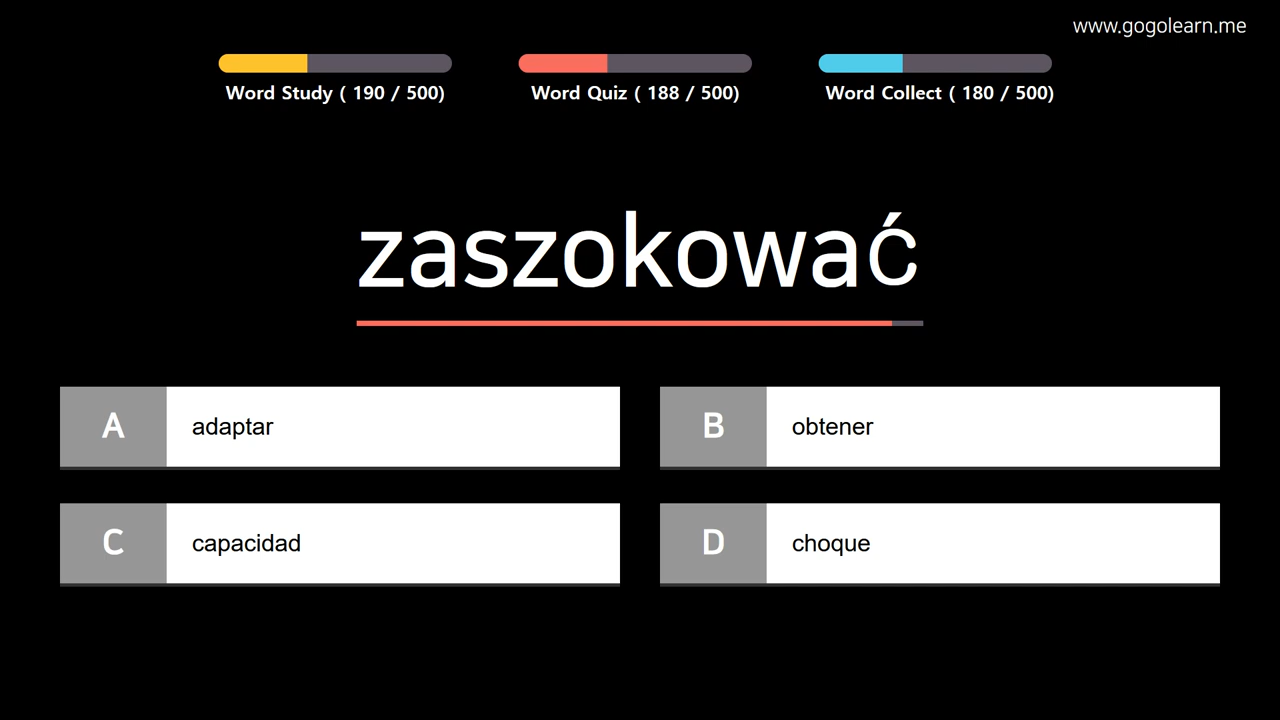 www.gogolearn.me
Word Study ( 190 / 500)
Word Quiz ( 188 / 500)
Word Collect ( 180 / 500)
zaszokować
A adaptar
B obtener
C capacidad
D choque